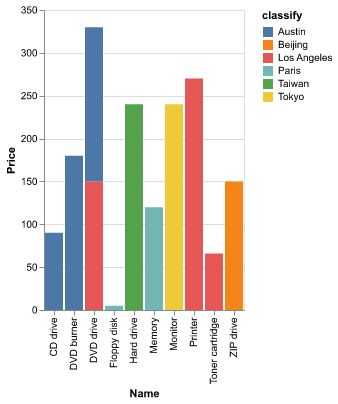 classify
Austin
Beijing
Los Angeles
Paris
Taiwan
Tokyo
Price
350
300
250
200
150
100
50
0
CD drive
DVD burner
DVD drive
Floppy disk
Hard drive
Memory
Monitor
Printer
Toner cartridge
ZIP drive
Name